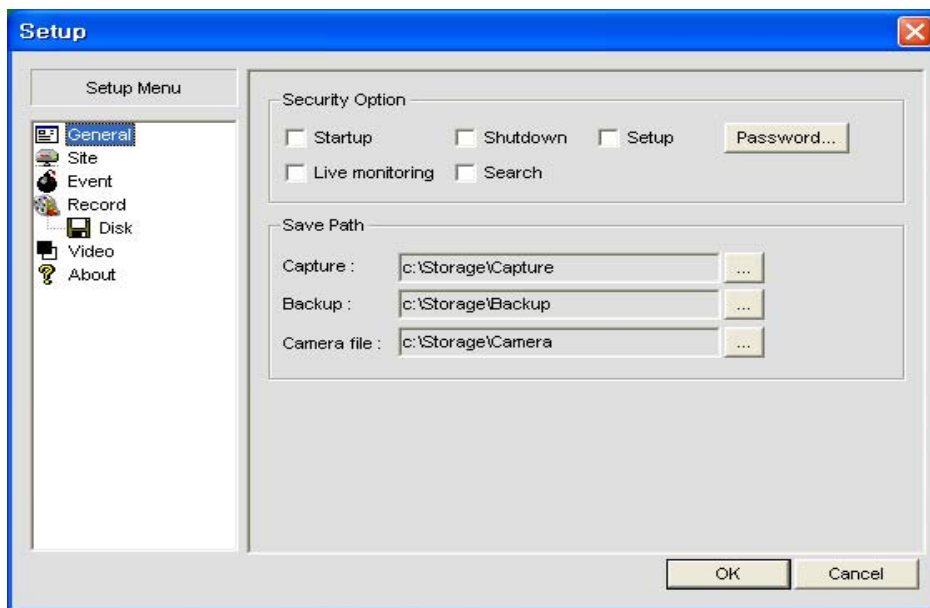 Setup
Setup Menu
General
Site
Event
Record
Disk
Video
About
Security Option
Startup
Shutdown
Setup
Password...
Live monitoring
Search
Save Path
Capture :
c:\Storage\Capture
...
Backup :
c:\Storage\Backup
...
Camera file :
c:\Storage\Camera
...
OK
Cancel